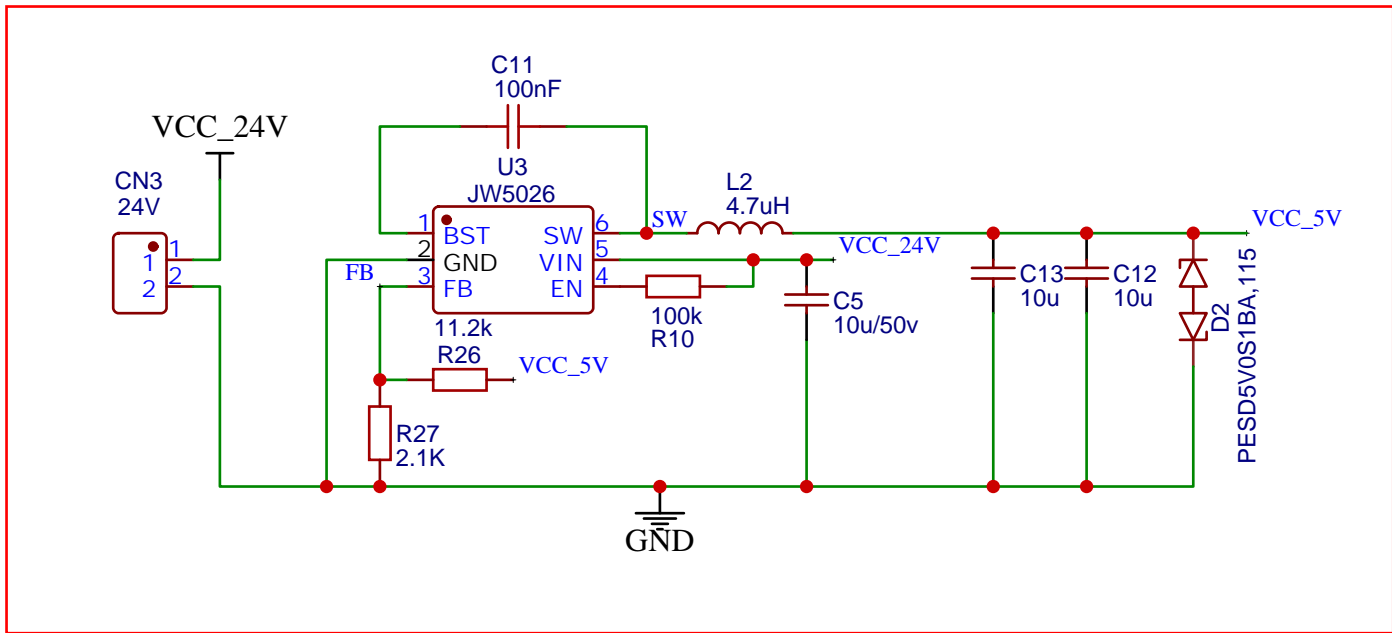 C11
100nF
VCC_24V
U3
JW5026
CN3
24V
L2
4.7uH
1
BST
SW
6
SW
VCC_5V
1
1
2
GND
VIN
5
VCC_24V
2
2
FB
3
FB
EN
4
C13
10u
C12
10u
C5
10u/50v
100k
R10
11.2k
R26
VCC_5V
D2
PESD5V0S1BA,115
R27
2.1K
GND